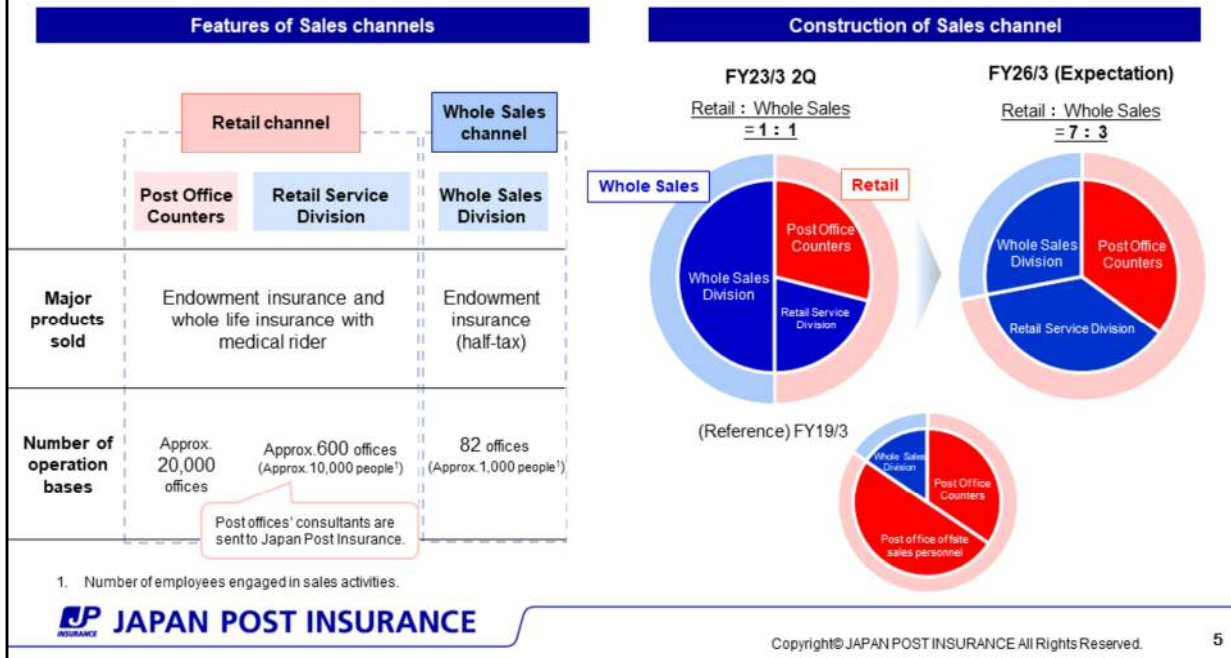 Features of Sales channels
Retail channel
Whole Sales
channel
Post Office
Counters
Retail Service
Division
Whole Sales
Division
Major
products
sold
Endowment insurance and
whole life insurance with
medical rider
Endowment
insurance
(half-tax)
Number of
operation
bases
Approx.
20,000
offices
Approx.600 offices
(Approx.10,000 people¹)
82 offices
(Approx.1,000 people¹)
Post offices' consultants are
sent to Japan Post Insurance.
1. Number of employees engaged in sales activities.
Construction of Sales channel
FY23/3 2Q
Retail : Whole Sales
= 1 : 1
Whole Sales
Retail
Post Office
Counters
Whole Sales
Division
Retail Service
Division
FY26/3 (Expectation)
Retail : Whole Sales
= 7 : 3
Whole Sales
Division
Post Office
Counters
Retail Service Division
(Reference) FY19/3
Whole Sales
Division
Post Office
Counters
Post office offsite
sales personnel
JP
INSURANCE
JAPAN POST INSURANCE
Copyright© JAPAN POST INSURANCE All Rights Reserved.
5